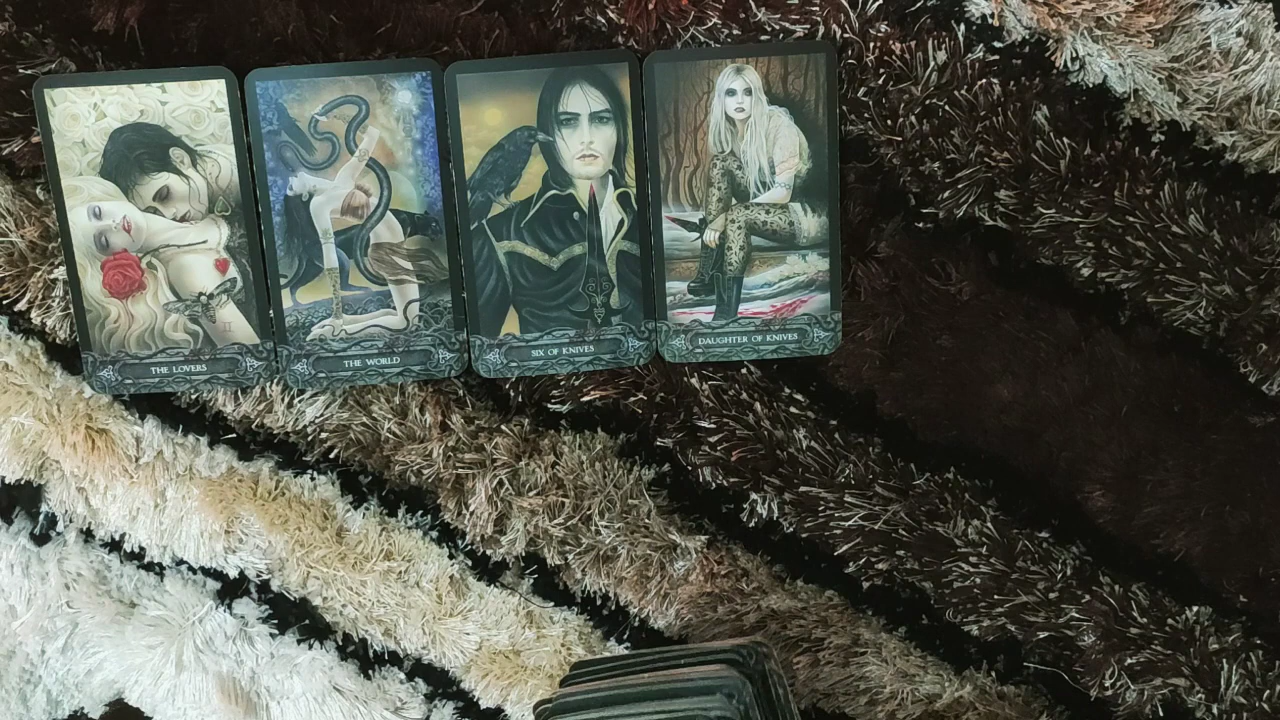 THE LOVERS
THE WORLD
SIX OF KNIVES
DAUGHTER OF KNIVES